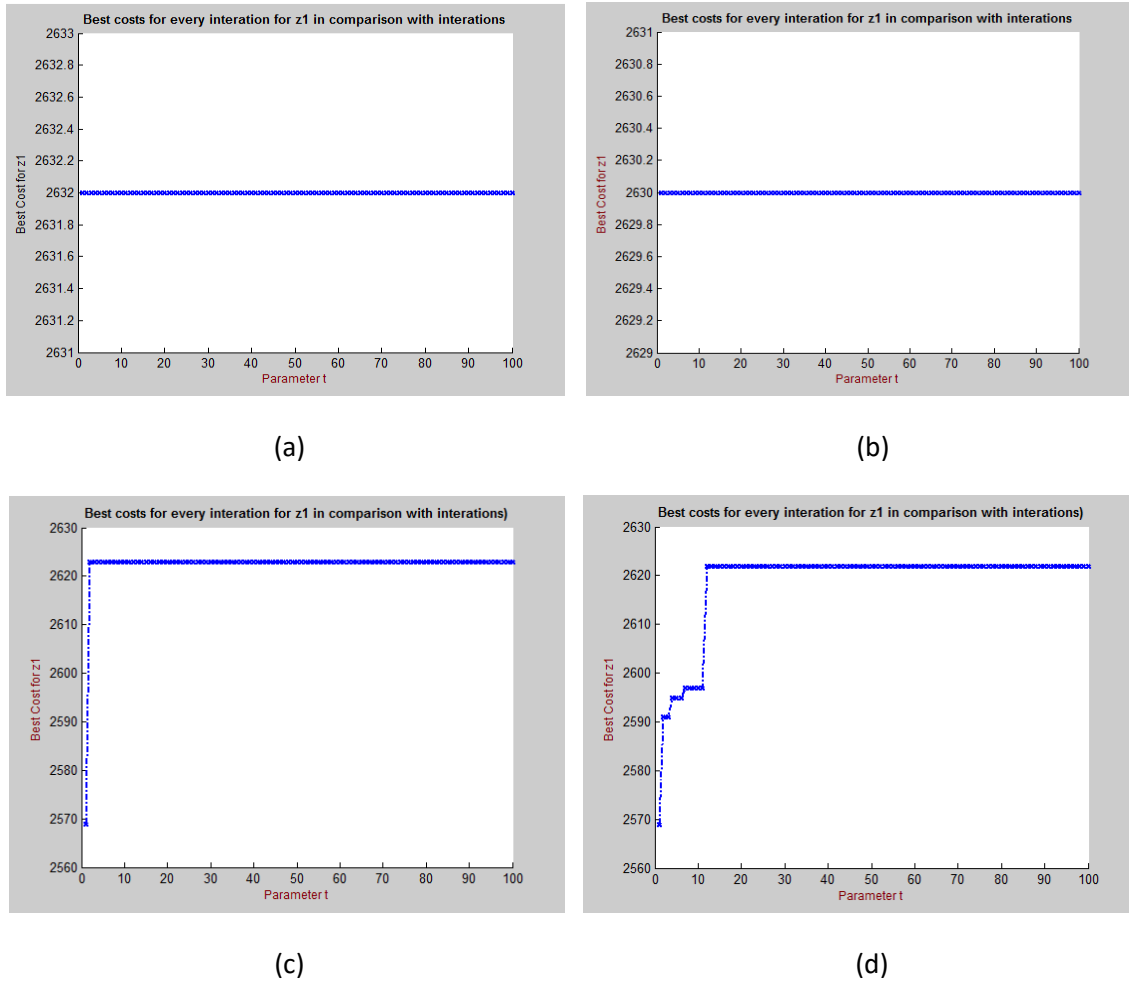 Best costs for every interation for z1 in comparison with interations
2633
2632.8
2632.6
2632.4
2632.2
2632
2631.8
2631.6
2631.4
2631.2
2631
Best Cost for z1
0 10 20 30 40 50 60 70 80 90 100
Parameter t
(a)
Best costs for every interation for z1 in comparison with interations
2631
2630.8
2630.6
2630.4
2630.2
2630
2629.8
2629.6
2629.4
2629.2
2629
Best Cost for z1
0 10 20 30 40 50 60 70 80 90 100
Parameter t
(b)
Best costs for every interation for z1 in comparison with interations)
2630
2620
2610
2600
2590
2580
2570
2560
Best Cost for z1
0 10 20 30 40 50 60 70 80 90 100
Parameter t
(c)
Best costs for every interation for z1 in comparison with interations)
2630
2620
2610
2600
2590
2580
2570
2560
Best Cost for z1
0 10 20 30 40 50 60 70 80 90 100
Parameter t
(d)